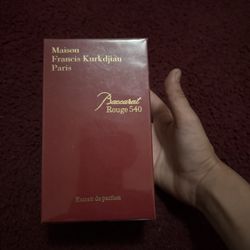 Maison
Francis Kurkdjian
Paris
Baccarat
Rouge 540
Extrait de parfum